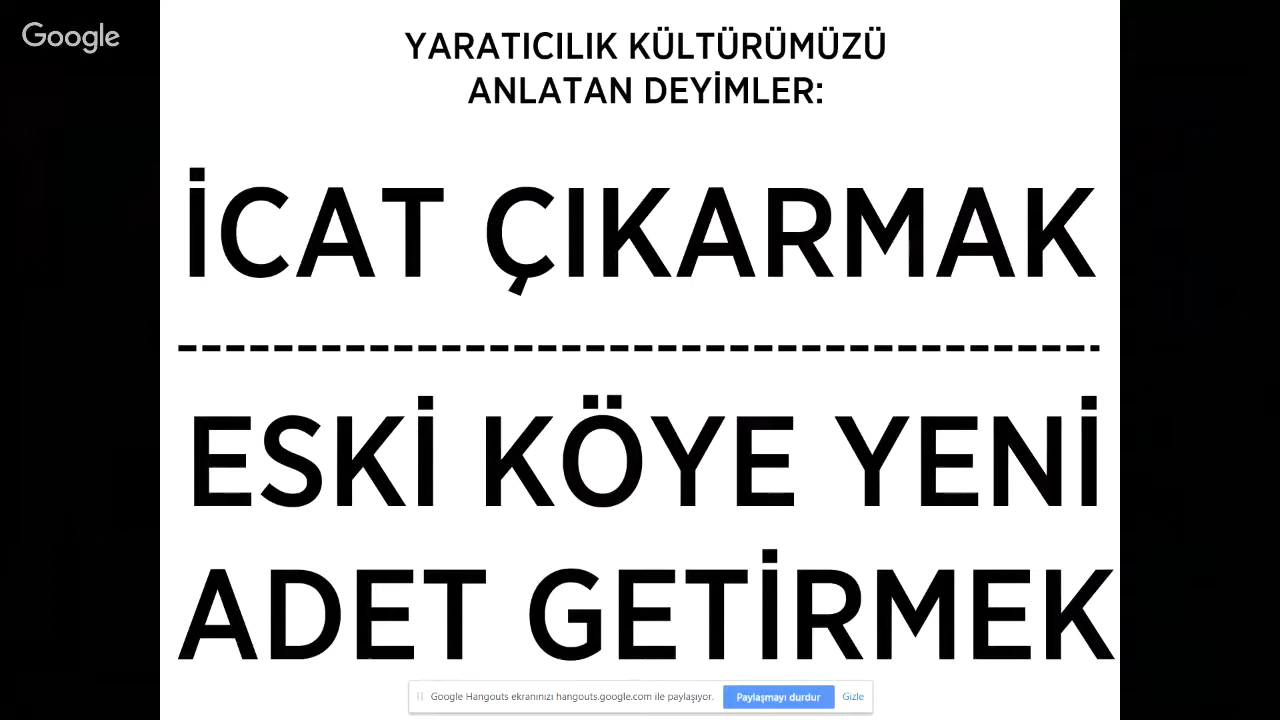 Google
YARATICILIK KÜLTÜRÜMÜZÜ
ANLATAN DEYİMLER:
İCAT ÇIKARMAK
---------------------------------------
ESKİ KÖYE YENİ
ADET GETİRMEK
Google Hangouts ekranınızı hangouts.google.com ile paylaşıyor. Paylaşmayı durdur Gizle